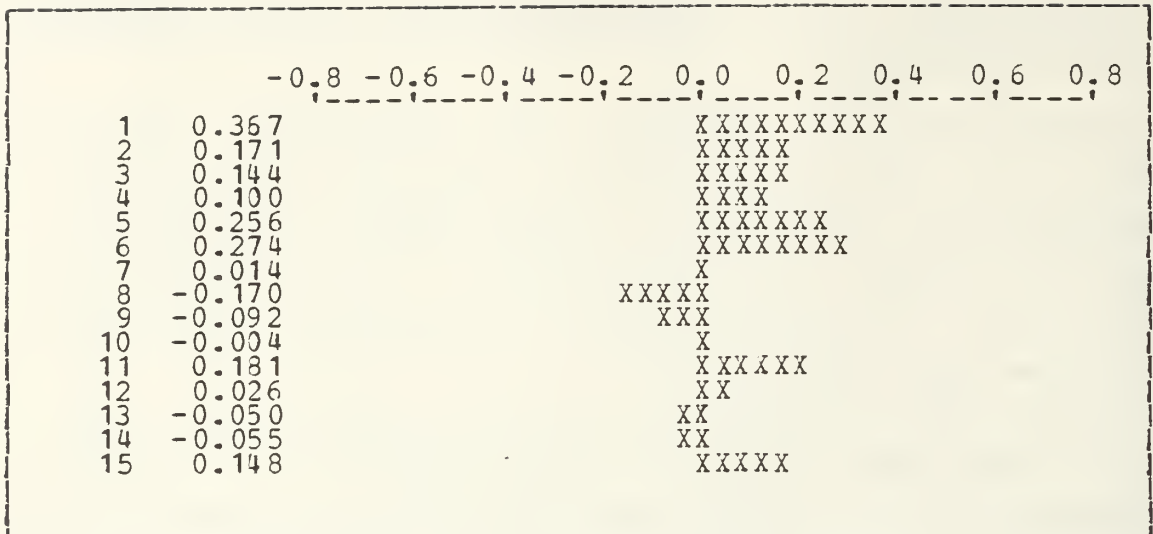 -0.8 -0.6 -0.4 -0.2 0.0 0.2 0.4 0.6 0.8
1 0.367 XXXXXXXXXX
2 0.171 XXXXX
3 0.144 XXXXX
4 0.100 XXXX
5 0.256 XXXXXXX
6 0.274 XXXXXXXX
7 0.014 X
8 -0.170 XXXXX
9 -0.092 XXX
10 -0.004 X
11 0.181 XXXXXX
12 0.026 XX
13 -0.050 XX
14 -0.055 XX
15 0.148 XXXXX